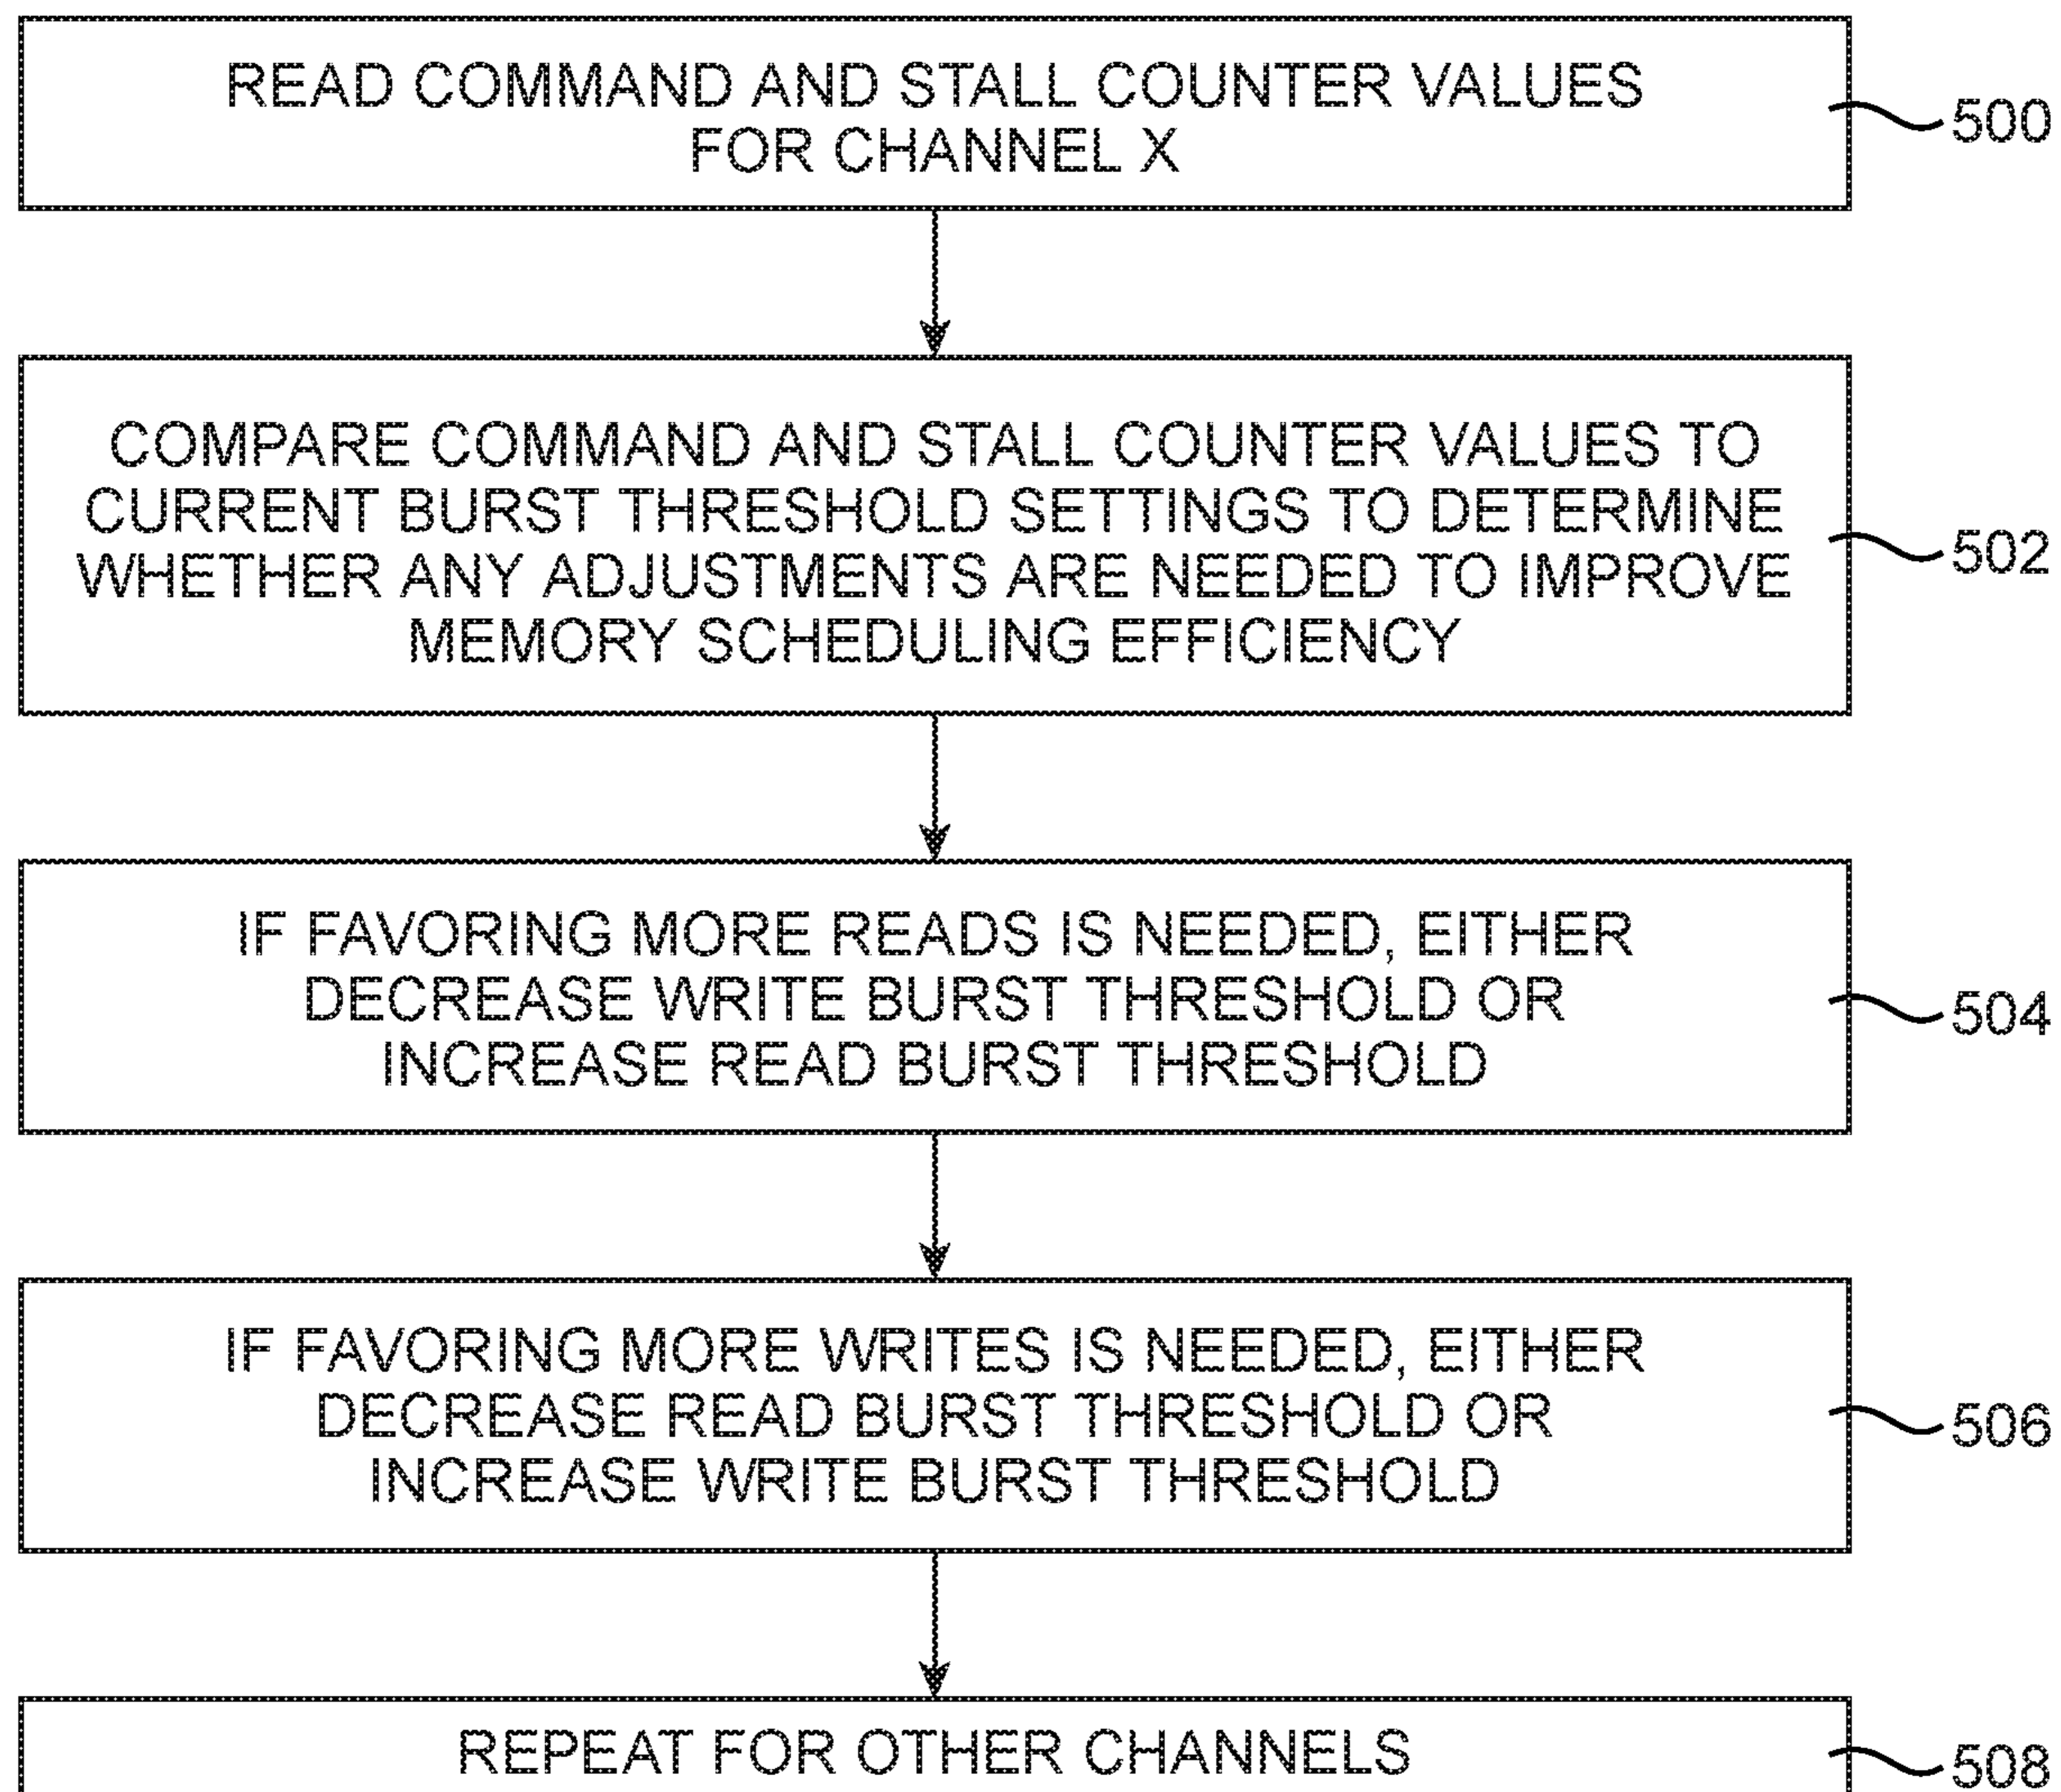 READ COMMAND AND STALL COUNTER VALUES
FOR CHANNEL X
500
COMPARE COMMAND AND STALL COUNTER VALUES TO
CURRENT BURST THRESHOLD SETTINGS TO DETERMINE
WHETHER ANY ADJUSTMENTS ARE NEEDED TO IMPROVE
MEMORY SCHEDULING EFFICIENCY
502
IF FAVORING MORE READS IS NEEDED, EITHER
DECREASE WRITE BURST THRESHOLD OR
INCREASE READ BURST THRESHOLD
504
IF FAVORING MORE WRITES IS NEEDED, EITHER
DECREASE READ BURST THRESHOLD OR
INCREASE WRITE BURST THRESHOLD
506
REPEAT FOR OTHER CHANNELS
508